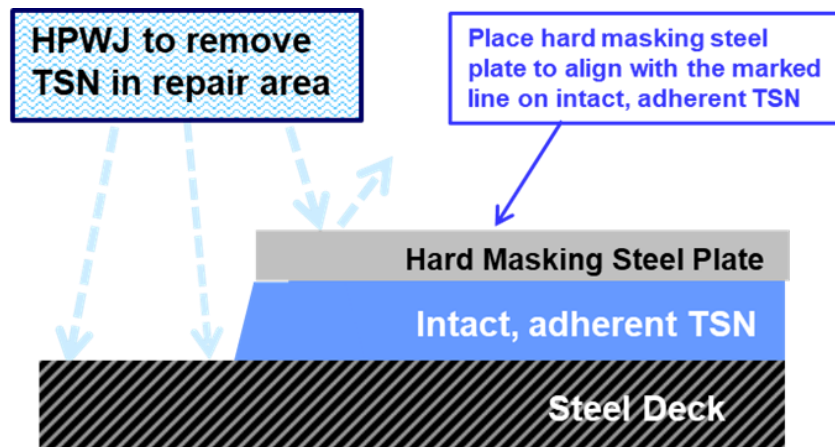 HPWJ to remove
TSN in repair area
Place hard masking steel
plate to align with the marked
line on intact, adherent TSN
Hard Masking Steel Plate
Intact, adherent TSN
Steel Deck